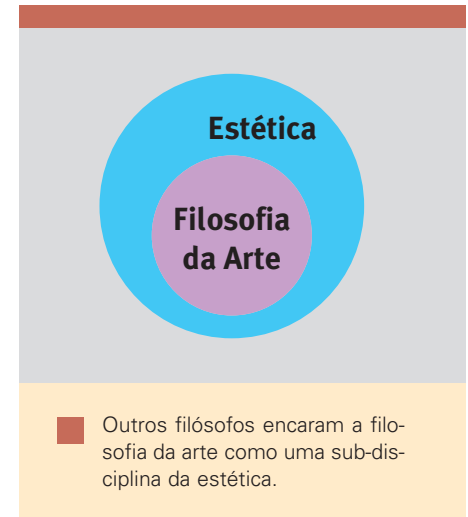 Estética
Filosofia
da Arte
Outros filósofos encaram a filo-
sofia da arte como uma sub-dis-
ciplina da estética.